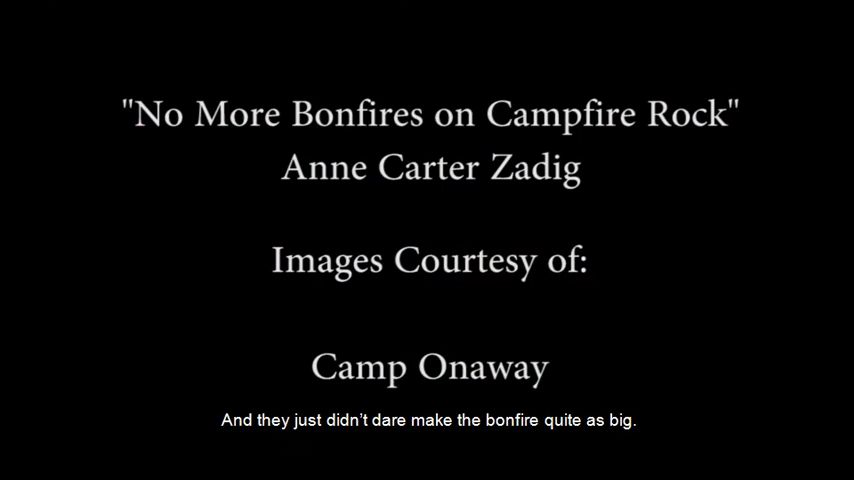 "No More Bonfires on Campfire Rock"
Anne Carter Zadig
Images Courtesy of:
Camp Onaway
And they just didn’t dare make the bonfire quite as big.